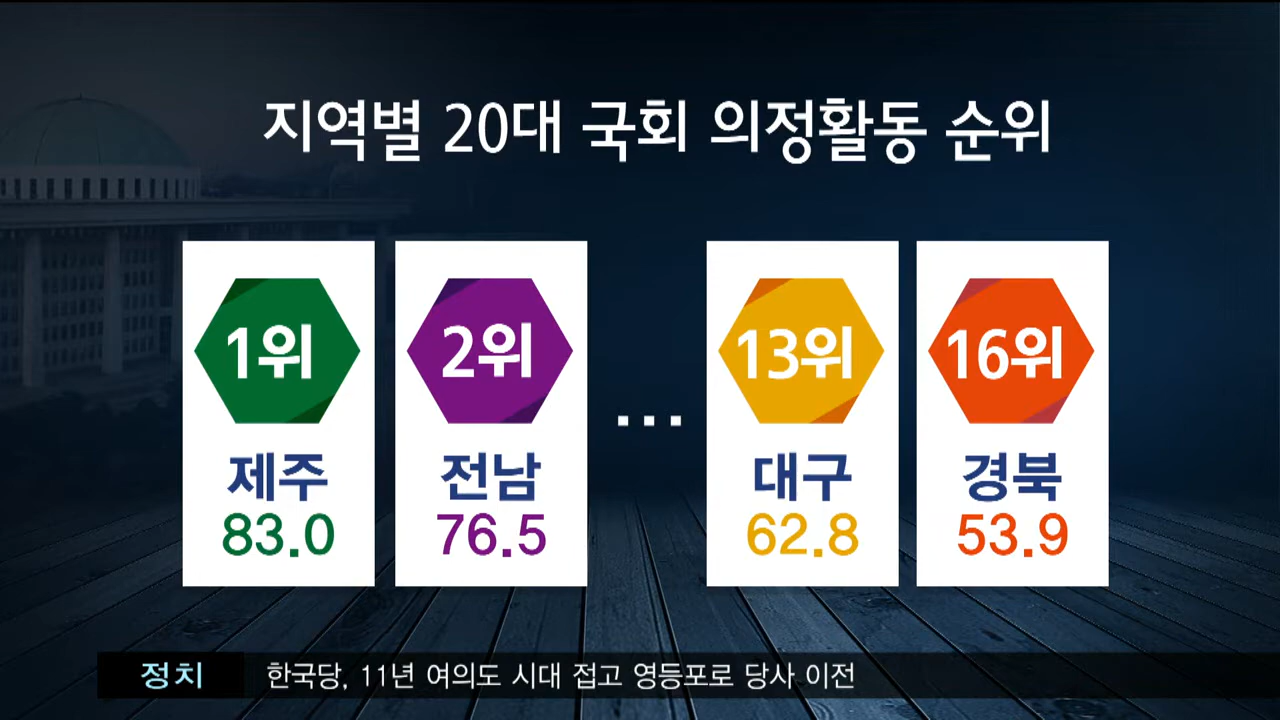 지역별 20대 국회 의정활동 순위
1위
제주
83.0
2위
전남
76.5
...
13위
대구
62.8
16위
경북
53.9
정치
한국당, 11년 여의도 시대 접고 영등포로 당사 이전